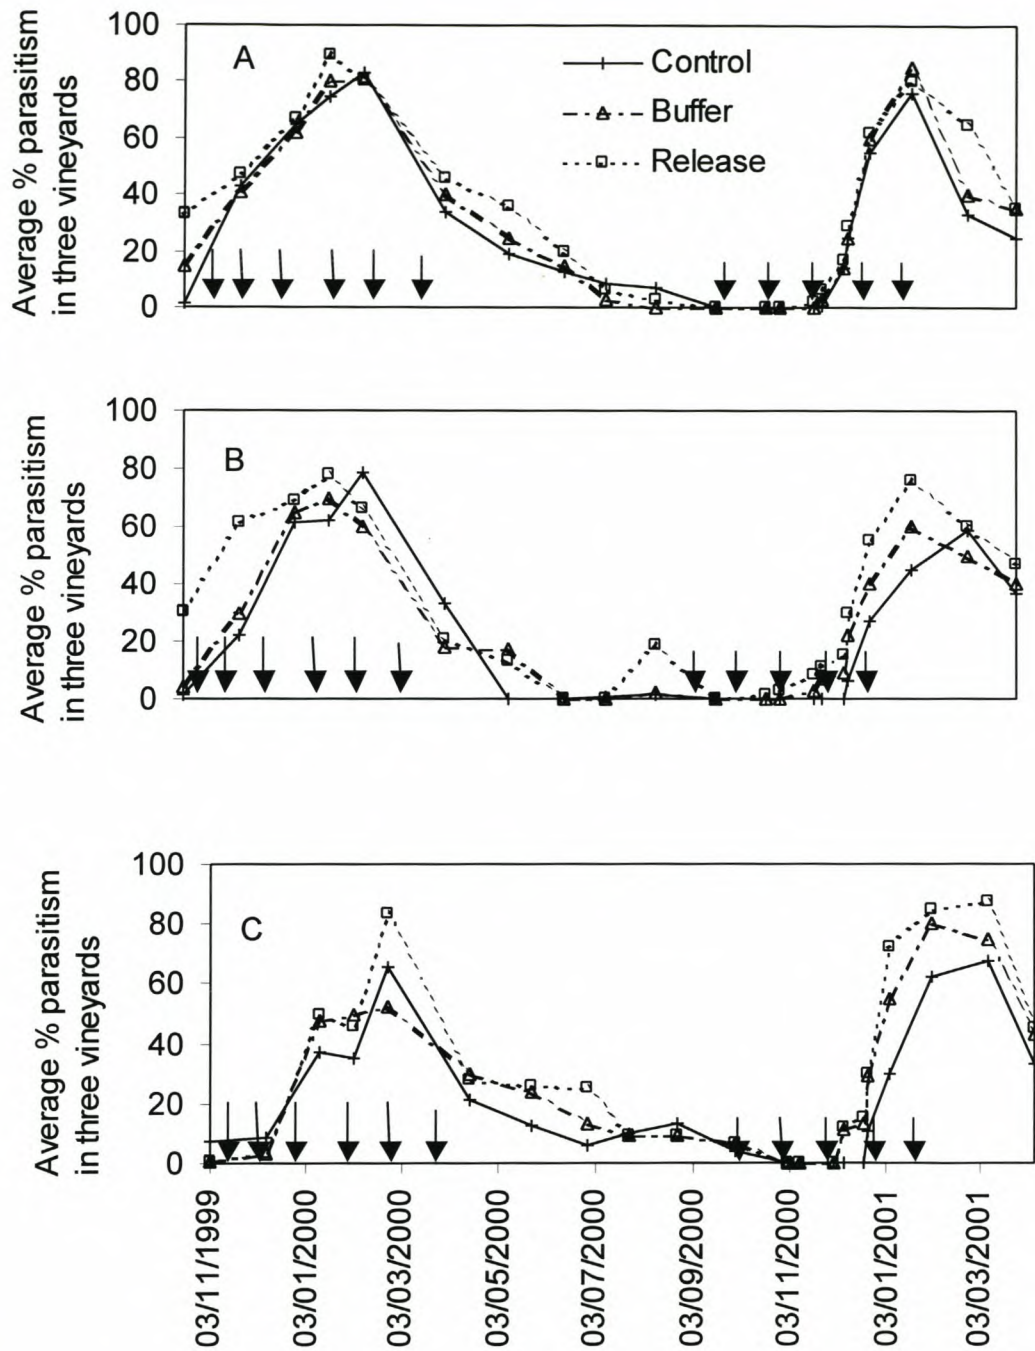 Average % parasitism
in three vineyards
100
80
60
40
20
0
A
Control
Buffer
Release
Average % parasitism
in three vineyards
100
80
60
40
20
0
B
Average % parasitism
in three vineyards
100
80
60
40
20
0
C
03/11/1999
03/01/2000
03/03/2000
03/05/2000
03/07/2000
03/09/2000
03/11/2000
03/01/2001
03/03/2001